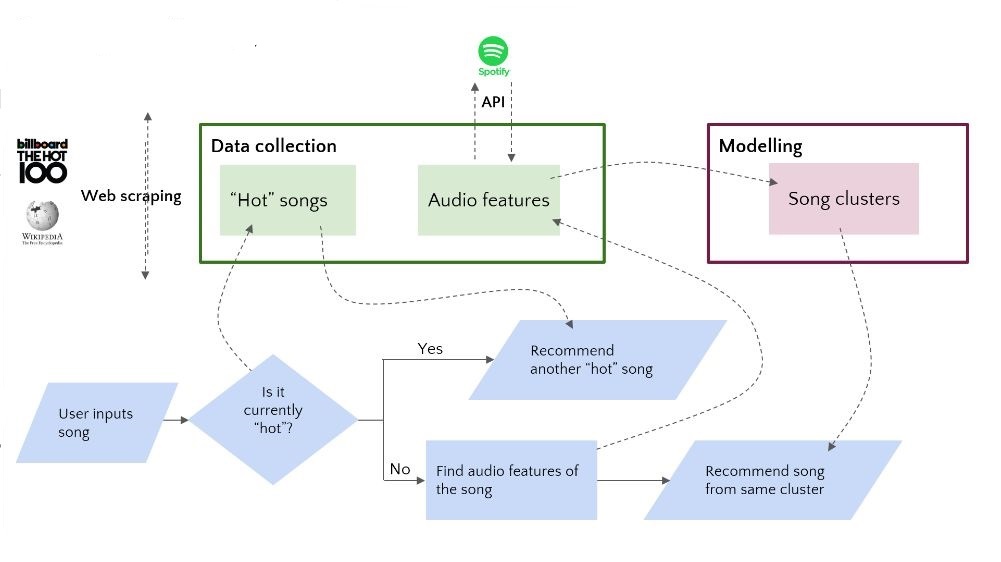 Spotify
API
billboard
THE HOT
100
WIKIPEDIA
The Free Encyclopedia
Web scraping
Data collection
“Hot” songs
Audio features
Modelling
Song clusters
User inputs
song
Is it
currently
“hot”?
Yes
No
Recommend
another “hot” song
Find audio features of
the song
Recommend song
from same cluster